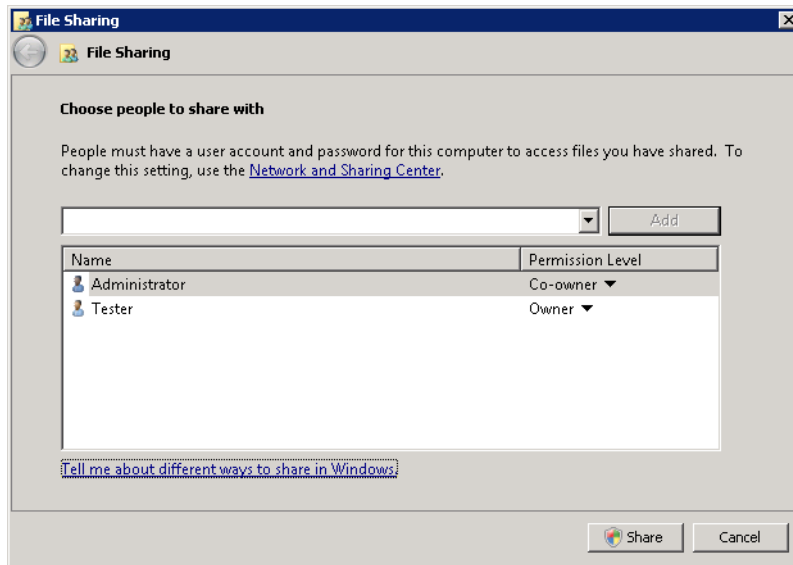 File Sharing
File Sharing
Choose people to share with
People must have a user account and password for this computer to access files you have shared. To
change this setting, use the Network and Sharing Center.
Add
Name Permission Level
Administrator Co-owner
Tester Owner
Tell me about different ways to share in Windows.
Share Cancel